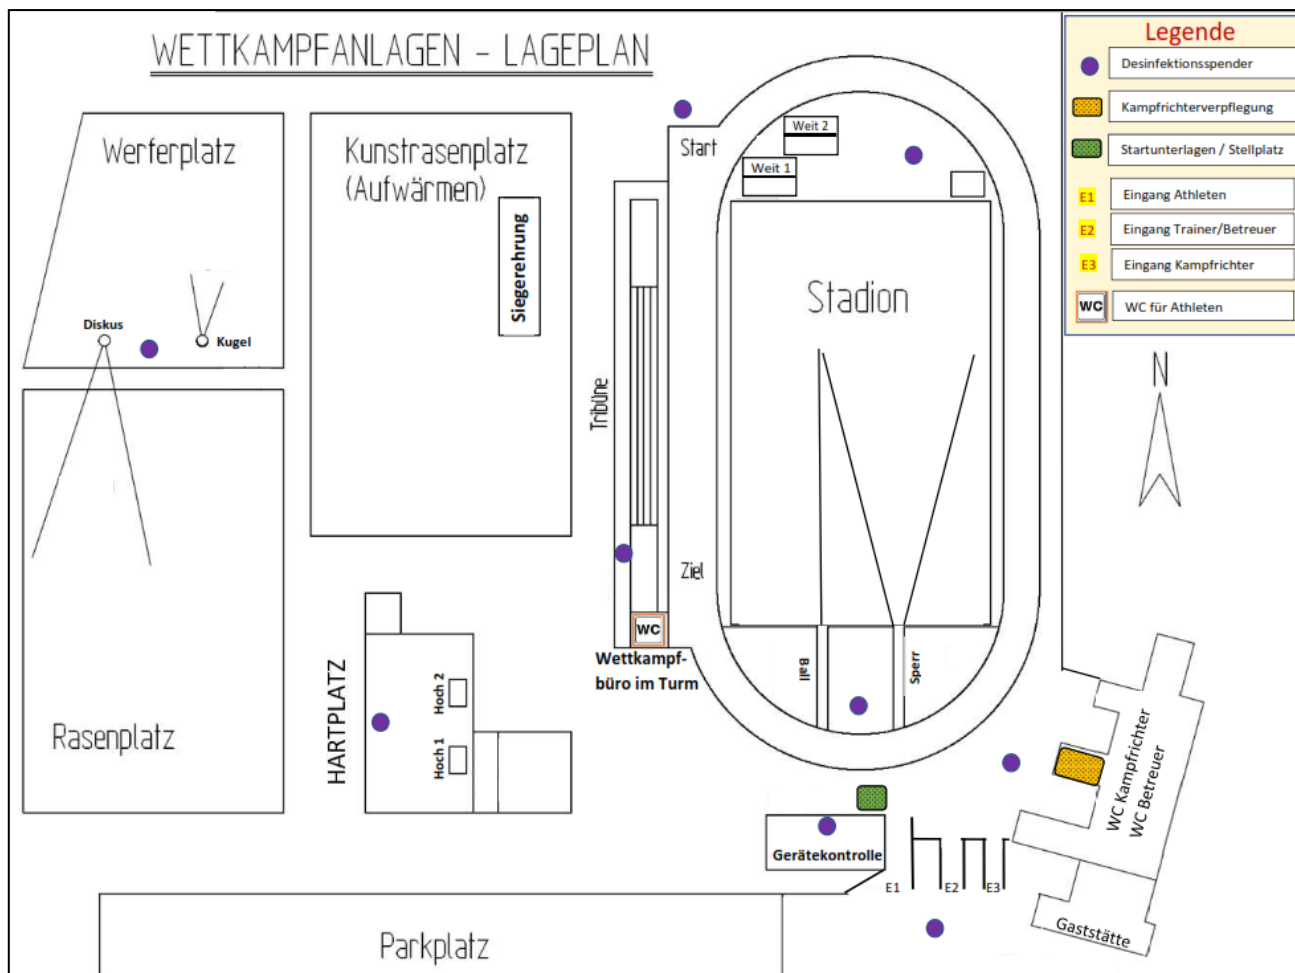 WETTKAMPFANLAGEN - LAGEPLAN
Legende
Desinfektionsspender
Kampfrichterverpflegung
Startunterlagen / Stellplatz
E1 Eingang Athleten
E2 Eingang Trainer/Betreuer
E3 Eingang Kampfrichter
WC WC für Athleten
Werferplatz
Diskus
Kugel
Kunstrasenplatz
(Aufwärmen)
Siegerehrung
Start
Weit 2
Weit 1
Stadion
Tribüne
Ziel
WC
Wettkampf-
büro im Turm
Ball
Sperr
N
Rasenplatz
HARTPLATZ
Hoch 2
Hoch 1
WC Kampfrichter
WC Betreuer
Gerätekontrolle
E1
E2
E3
Gaststätte
Parkplatz